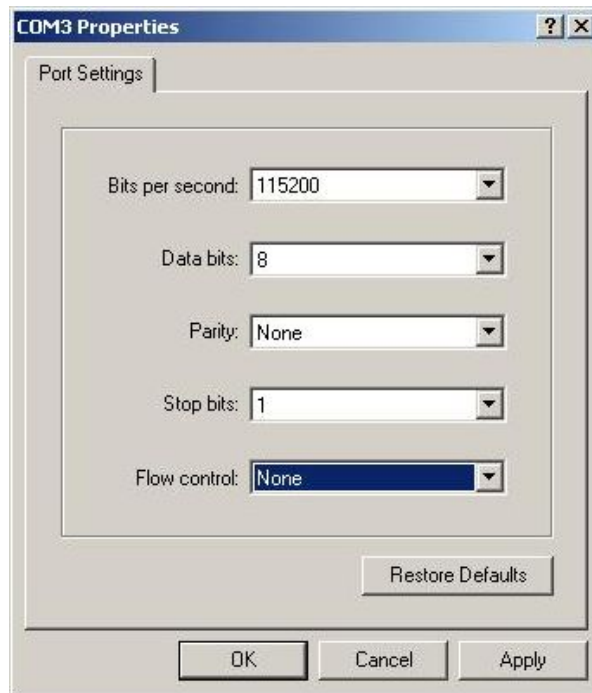 COM3 Properties
Port Settings
Bits per second: 115200
Data bits: 8
Parity: None
Stop bits: 1
Flow control: None
Restore Defaults
OK Cancel Apply